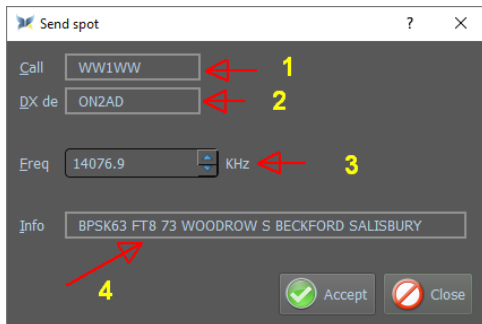 Send spot ? ×
Call WW1WW 1
DX de ON2AD 2
Freq 14076.9 KHz 3
Info BPSK63 FT8 73 WOODROW S BECKFORD SALISBURY
4
Accept Close